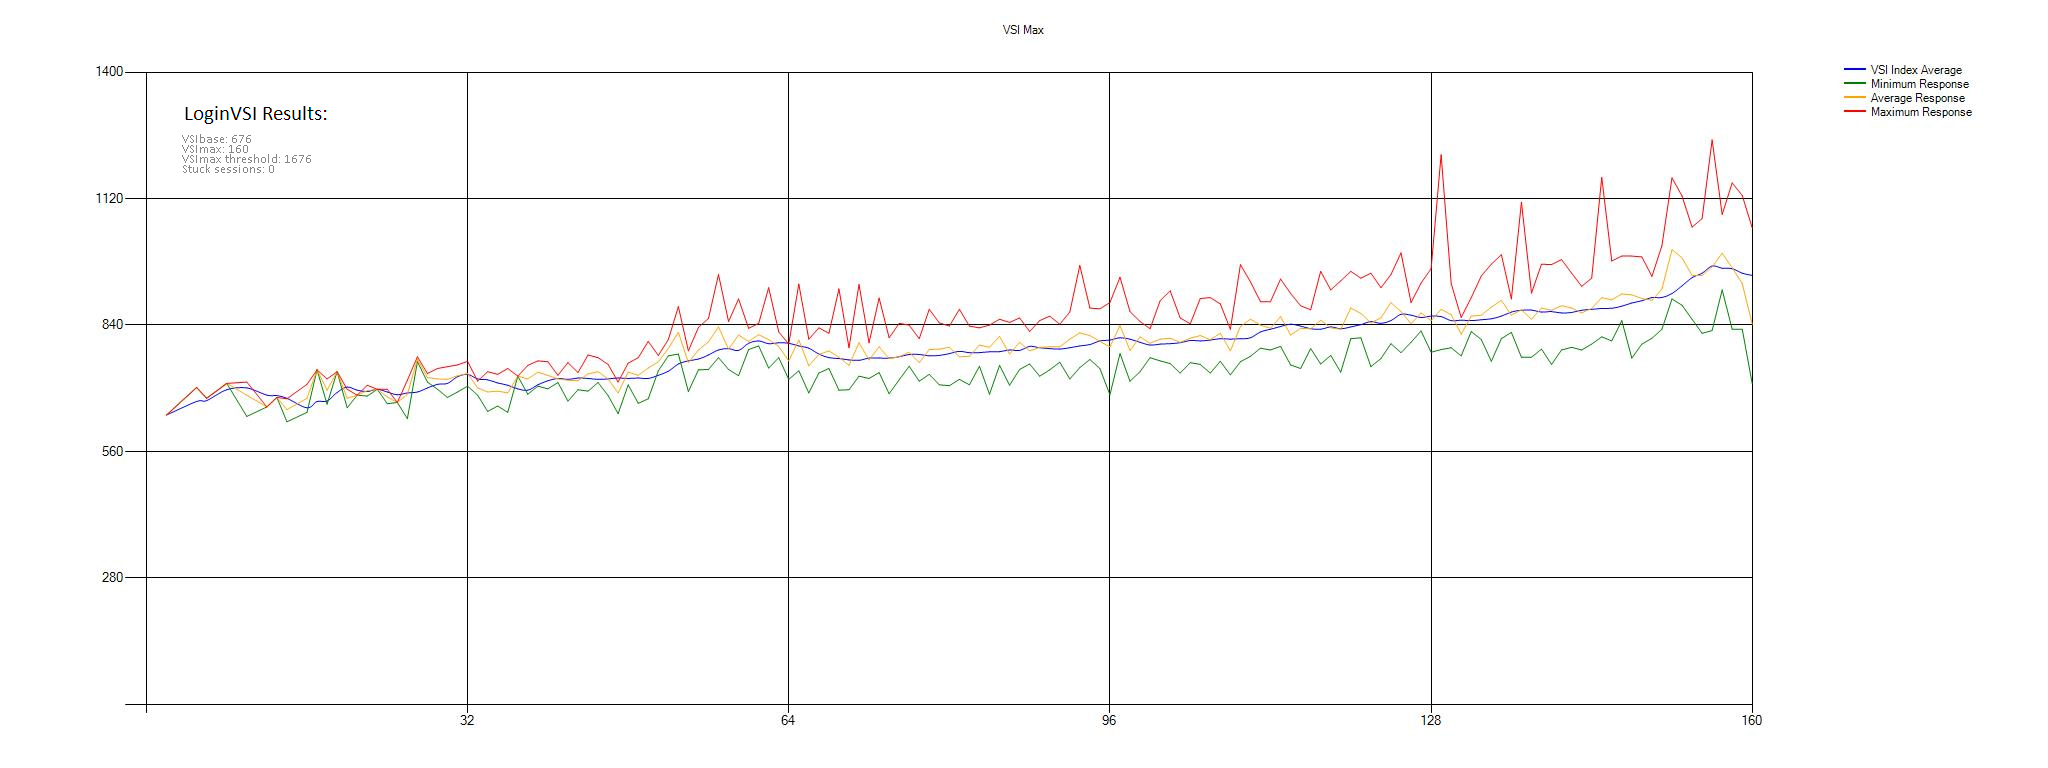 VSI Max
1400
1120
840
560
280
32
64
96
128
160
LoginVSI Results:
VSIbase: 676
VSImax: 160
VSImax threshold: 1676
Stuck sessions: 0
VSI Index Average
Minimum Response
Average Response
Maximum Response